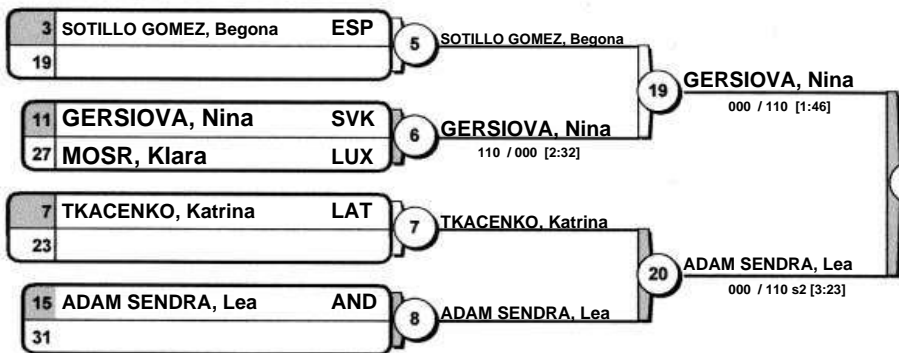 3 SOTILLO GOMEZ, Begona ESP
19
5 SOTILLO GOMEZ, Begona
11 GERSIOVA, Nina SVK
27 MOSR, Klara LUX
6 GERSIOVA, Nina
110 / 000 [2:32]
19 GERSIOVA, Nina
000 / 110 [1:46]
7 TKACENKO, Katrina LAT
23
7 TKACENKO, Katrina
15 ADAM SENDRA, Lea AND
31
8 ADAM SENDRA, Lea
20 ADAM SENDRA, Lea
000 / 110 s2 [3:23]